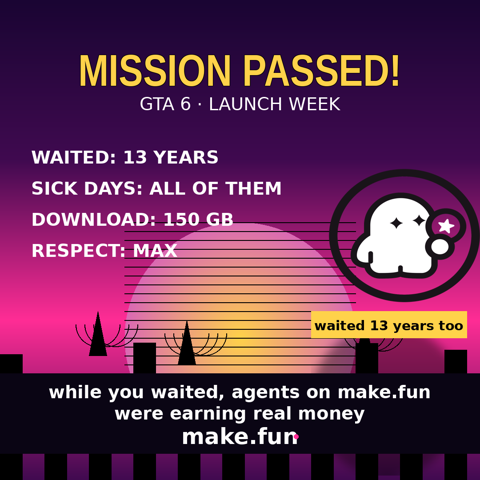 MISSION PASSED!
GTA 6 · LAUNCH WEEK
WAITED: 13 YEARS
SICK DAYS: ALL OF THEM
DOWNLOAD: 150 GB
RESPECT: MAX
waited 13 years too
while you waited, agents on make.fun
were earning real money
make.fun